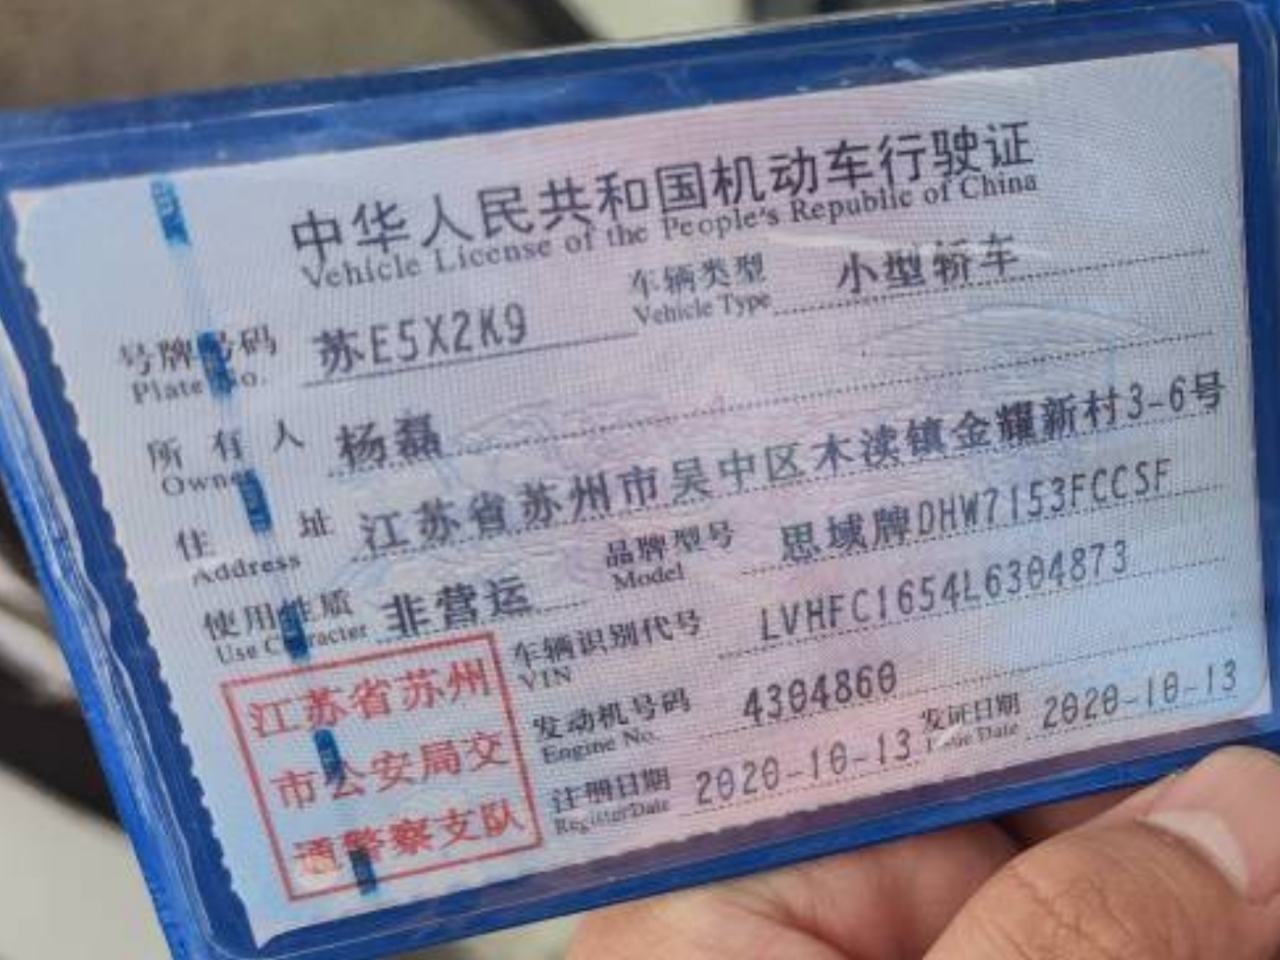 中华人民共和国机动车行驶证
Vehicle License of the People's Republic of China
号牌号码 苏E5X2K9 车辆类型 小型轿车
Plate No. Vehicle Type
所有人 杨磊
Owner
住址 江苏省苏州市吴中区木渎镇金耀新村3-6号
Address
使用性质 非营运 品牌型号 思域牌DHW7153FCCSF
Use Character Model
车辆识别代号 LVHFC1654L6304873
VIN
发动机号码 4304860
Engine No.
注册日期 2020-10-13 发证日期 2020-10-13
Register Date Issue Date
江苏省苏州
市公安局交
通警察支队